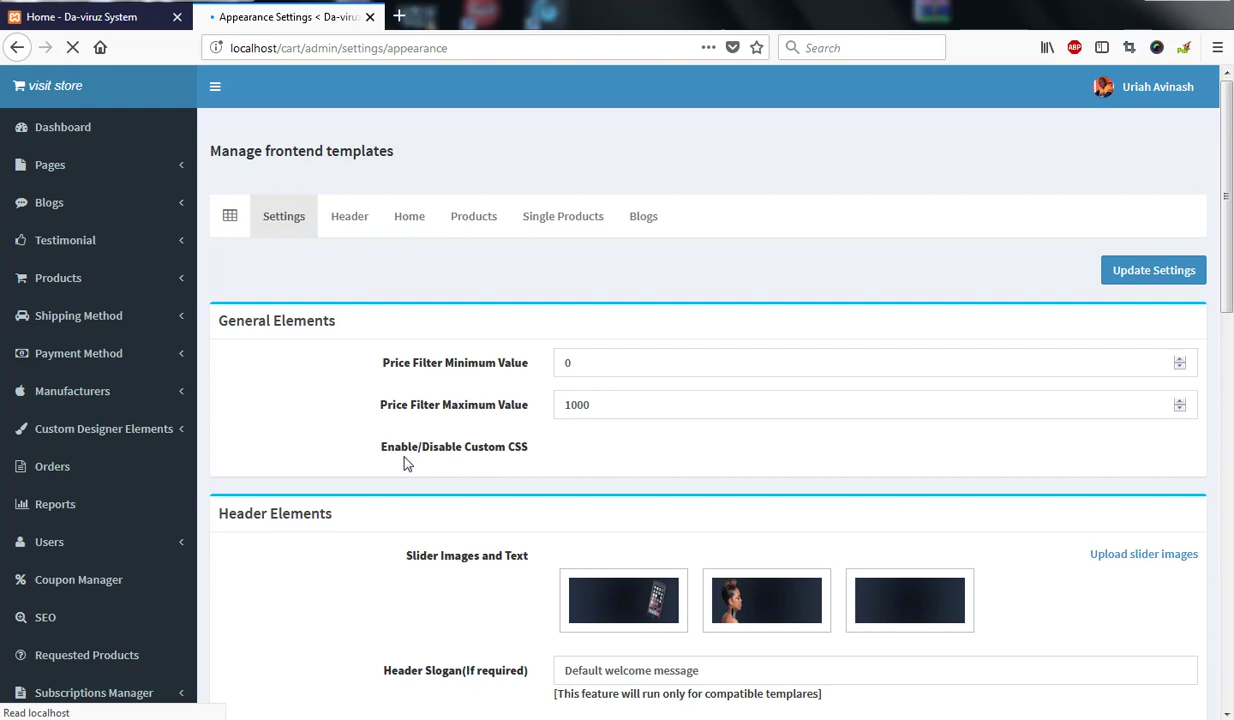 Home - Da-viruz System
Appearance Settings < Da-viruz
localhost/cart/admin/settings/appearance
Search
ABP
visit store
Uriah Avinash
Dashboard
Pages
Blogs
Testimonial
Products
Shipping Method
Payment Method
Manufacturers
Custom Designer Elements
Orders
Reports
Users
Coupon Manager
SEO
Requested Products
Subscriptions Manager
Read localhost
Manage frontend templates
Settings
Header
Home
Products
Single Products
Blogs
Update Settings
General Elements
Price Filter Minimum Value
0
Price Filter Maximum Value
1000
Enable/Disable Custom CSS
Header Elements
Slider Images and Text
Upload slider images
Header Slogan(If required)
Default welcome message
[This feature will run only for compatible templares]